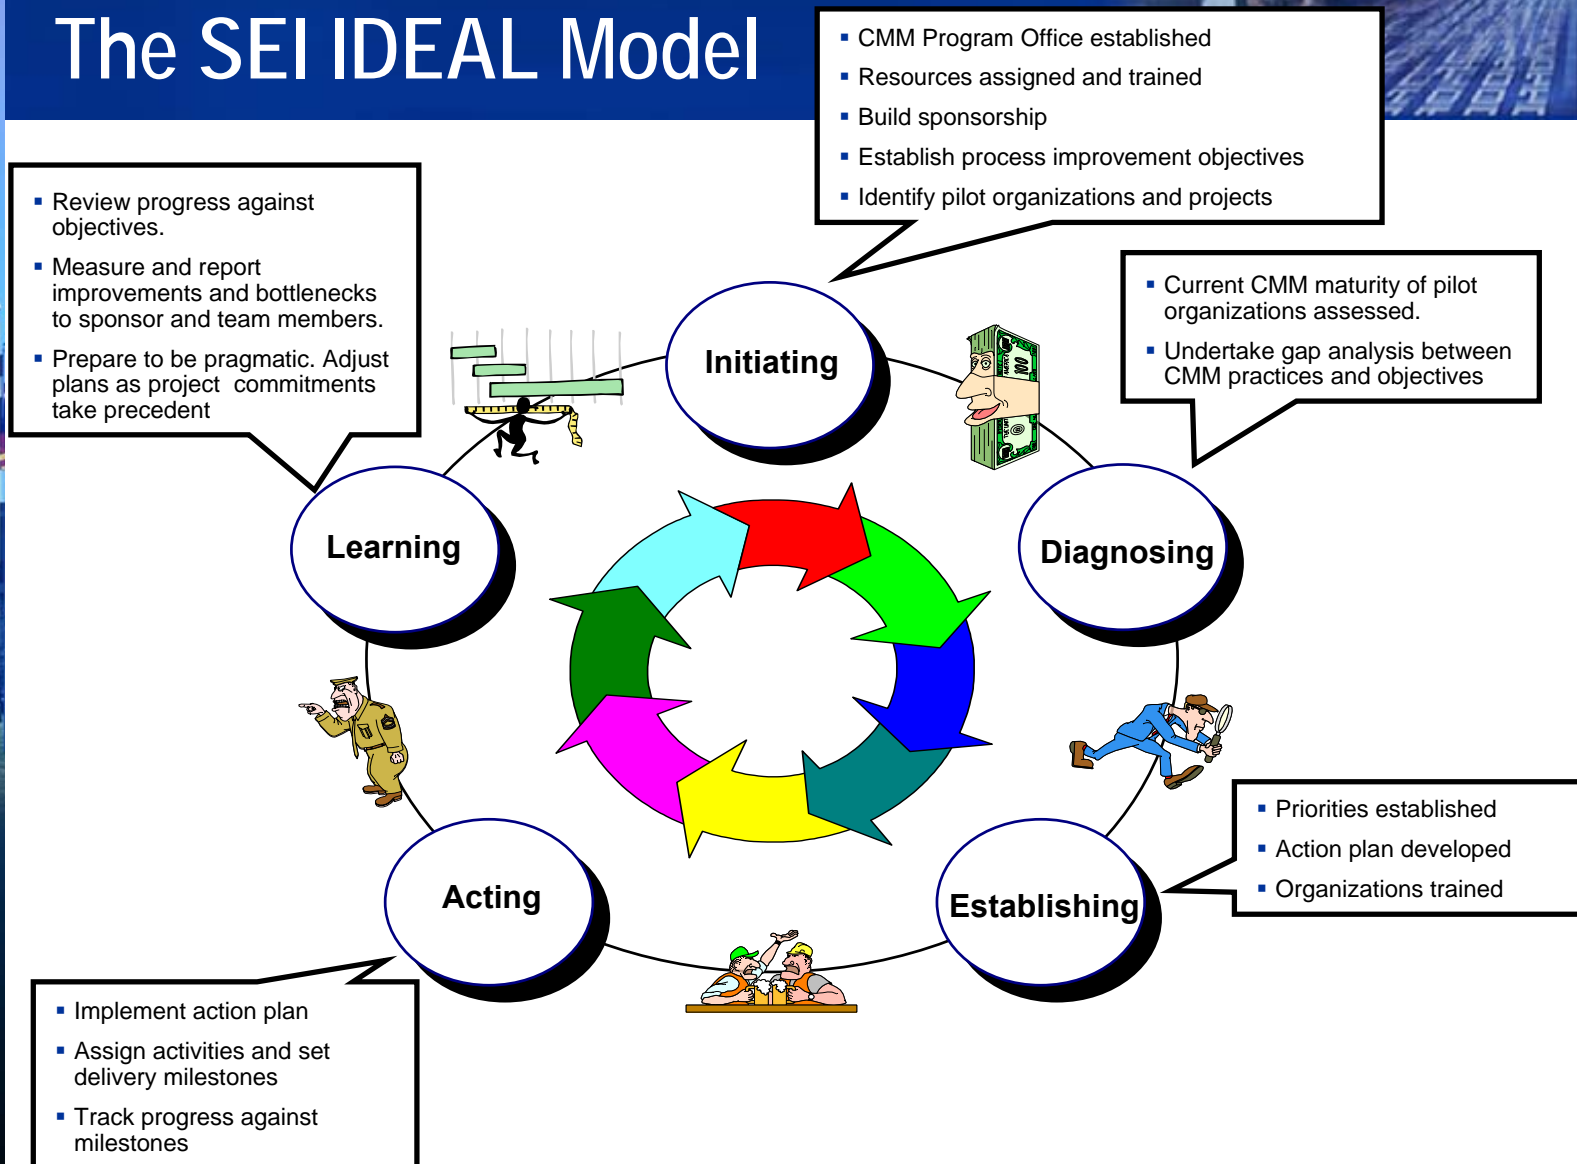 The SEI IDEAL Model
CMM Program Office established
Resources assigned and trained
Build sponsorship
Establish process improvement objectives
Identify pilot organizations and projects
Review progress against
objectives.
Measure and report
improvements and bottlenecks
to sponsor and team members.
Prepare to be pragmatic. Adjust
plans as project commitments
take precedent
Current CMM maturity of pilot
organizations assessed.
Undertake gap analysis between
CMM practices and objectives
Initiating
100
Learning
Diagnosing
Priorities established
Action plan developed
Organizations trained
Acting
Establishing
Implement action plan
Assign activities and set
delivery milestones
Track progress against
milestones